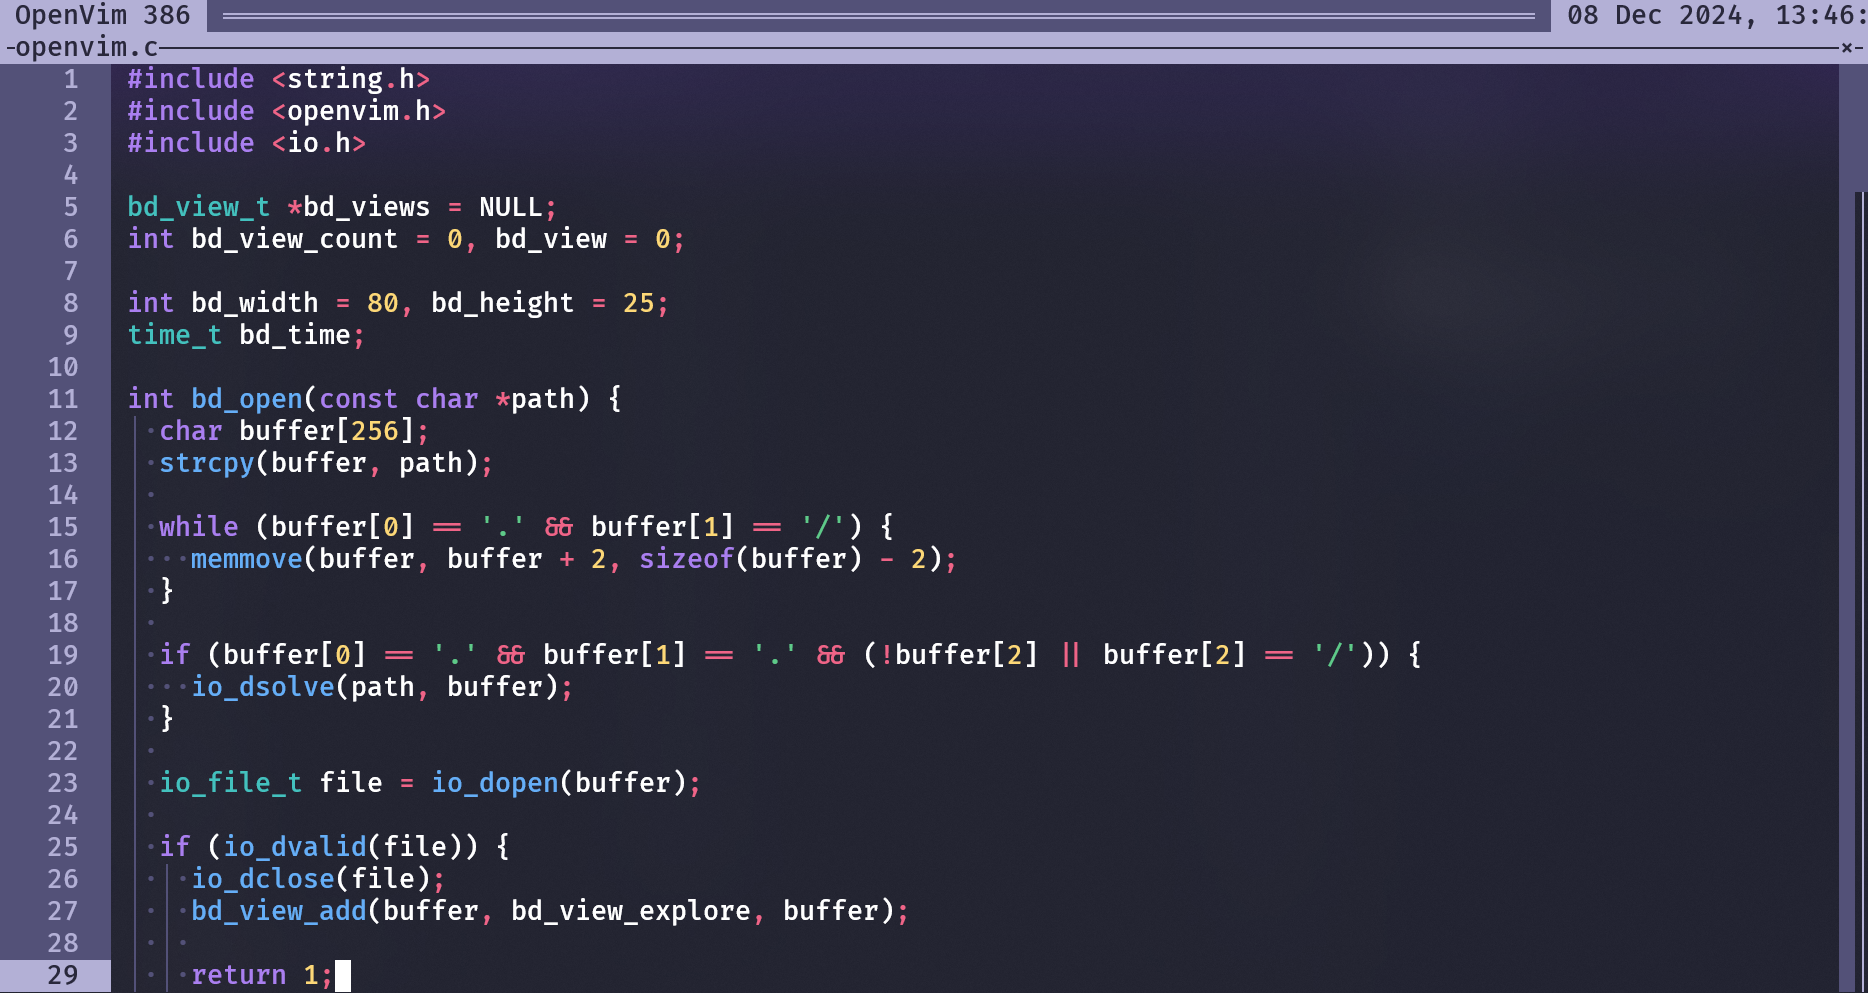 OpenVim 386 08 Dec 2024, 13:46:
openvim.c ×
1 #include <string.h>
2 #include <openvim.h>
3 #include <io.h>
4
5 bd_view_t *bd_views = NULL;
6 int bd_view_count = 0, bd_view = 0;
7
8 int bd_width = 80, bd_height = 25;
9 time_t bd_time;
10
11 int bd_open(const char *path) {
12   char buffer[256];
13   strcpy(buffer, path);
14
15   while (buffer[0] == '.' && buffer[1] == '/') {
16     memmove(buffer, buffer + 2, sizeof(buffer) - 2);
17   }
18
19   if (buffer[0] == '.' && buffer[1] == '.' && (!buffer[2] || buffer[2] == '/')) {
20     io_dsolve(path, buffer);
21   }
22
23   io_file_t file = io_dopen(buffer);
24
25   if (io_dvalid(file)) {
26     io_dclose(file);
27     bd_view_add(buffer, bd_view_explore, buffer);
28
29     return 1;